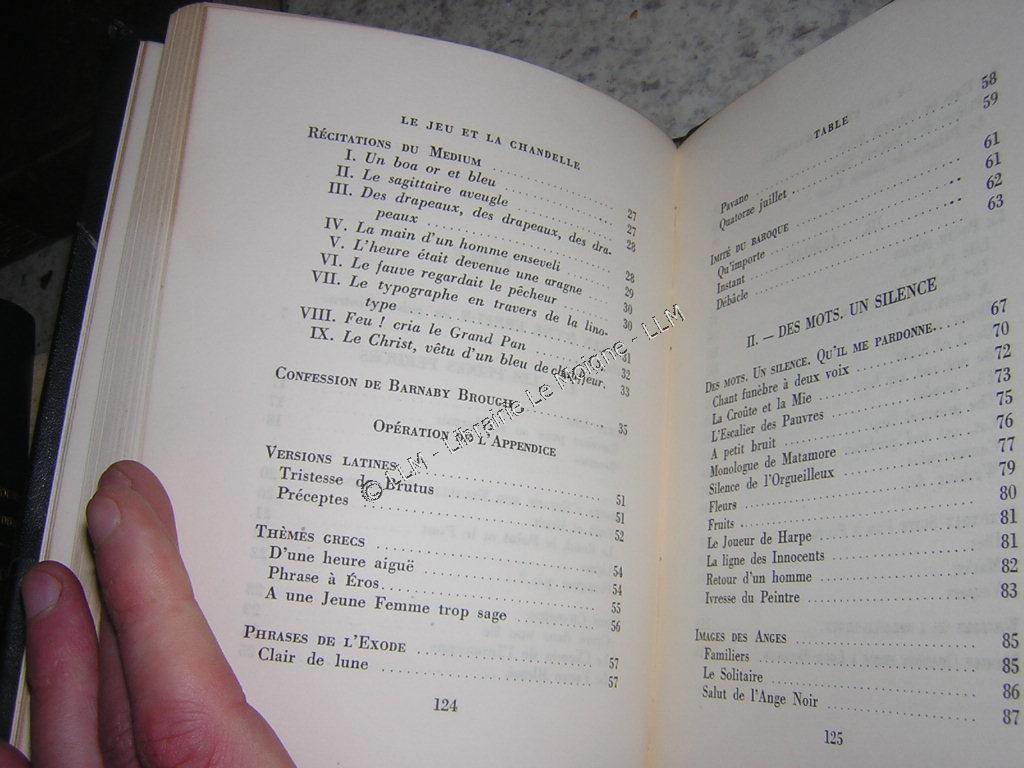 LE JEU ET LA CHANDELLE
RÉCITATIONS DU MEDIUM ........ 27
I. Un boa or et bleu ........ 27
II. Le sagittaire aveugle ........ 28
III. Des drapeaux, des drapeaux, des dra-
peaux ........ 28
IV. La main d'un homme enseveli ........ 29
V. L'heure était devenue une aragne ........ 30
VI. Le fauve regardait le pêcheur ........ 30
VII. Le typographe en travers de la lino-
type ........ 31
VIII. Feu ! cria le Grand Pan ........ 32
IX. Le Christ, vêtu d'un bleu de chauffeur. 33
CONFESSION DE BARNABY BROUGH ........ 35
OPÉRATION DE L'APPENDICE
VERSIONS LATINES ........ 51
Tristesse de Brutus ........ 51
Préceptes ........ 52
THÈMES GRECS ........ 54
D'une heure aiguë ........ 54
Phrase à Éros ........ 55
A une Jeune Femme trop sage ........ 56
PHRASES DE L'EXODE ........ 57
Clair de lune ........ 57
124
TABLE
Pavane ........ 58
Quatorze juillet ........ 59
IMITÉ DU BAROQUE ........ 61
Qu'importe ........ 61
Instant ........ 62
Débâcle ........ 63
II. — DES MOTS. UN SILENCE
DES MOTS. UN SILENCE. QU'IL ME PARDONNE. ........ 67
Chant funèbre à deux voix ........ 70
La Croûte et la Mie ........ 72
L'Escalier des Pauvres ........ 73
A petit bruit ........ 75
Monologue de Matamore ........ 76
Silence de l'Orgueilleux ........ 77
Fleurs ........ 79
Fruits ........ 80
Le Joueur de Harpe ........ 81
La ligne des Innocents ........ 81
Retour d'un homme ........ 82
Ivresse du Peintre ........ 83
IMAGES DES ANGES ........ 85
Familiers ........ 85
Le Solitaire ........ 86
Salut de l'Ange Noir ........ 87
125
© LLM - Librairie Le Moigne - LLM